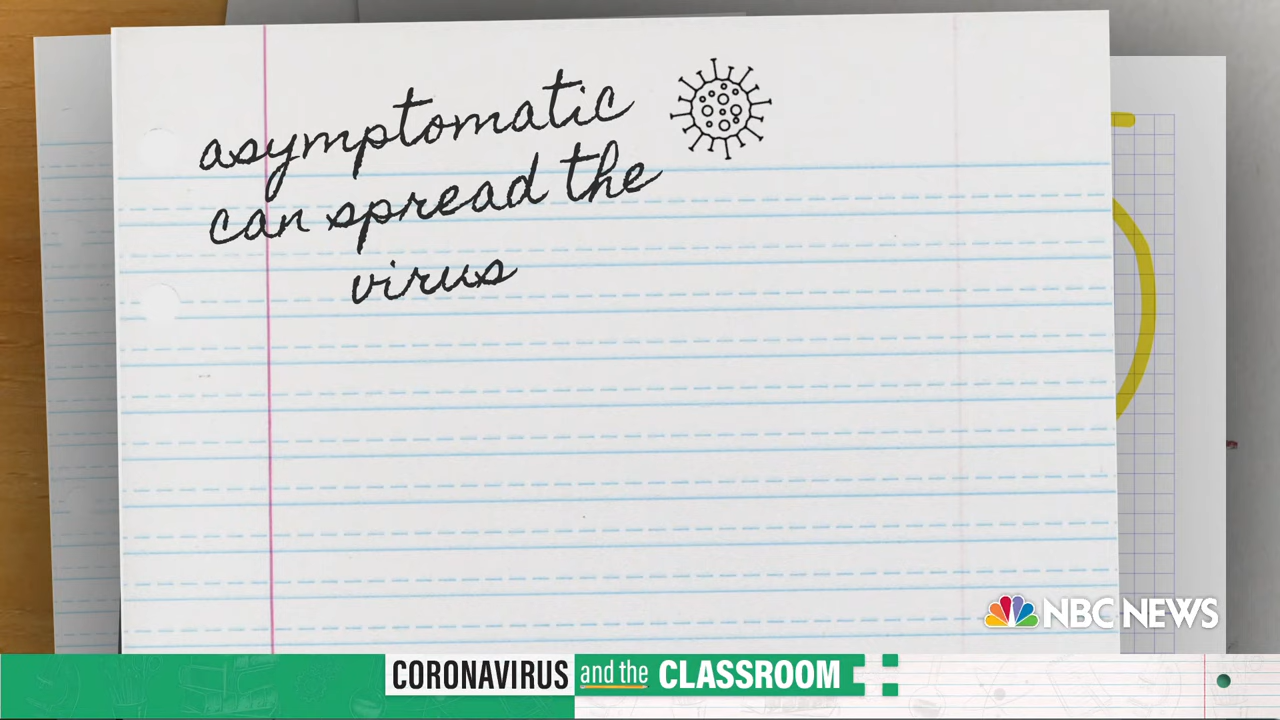 asymptomatic
can spread the
virus
NBC NEWS
CORONAVIRUS and the CLASSROOM